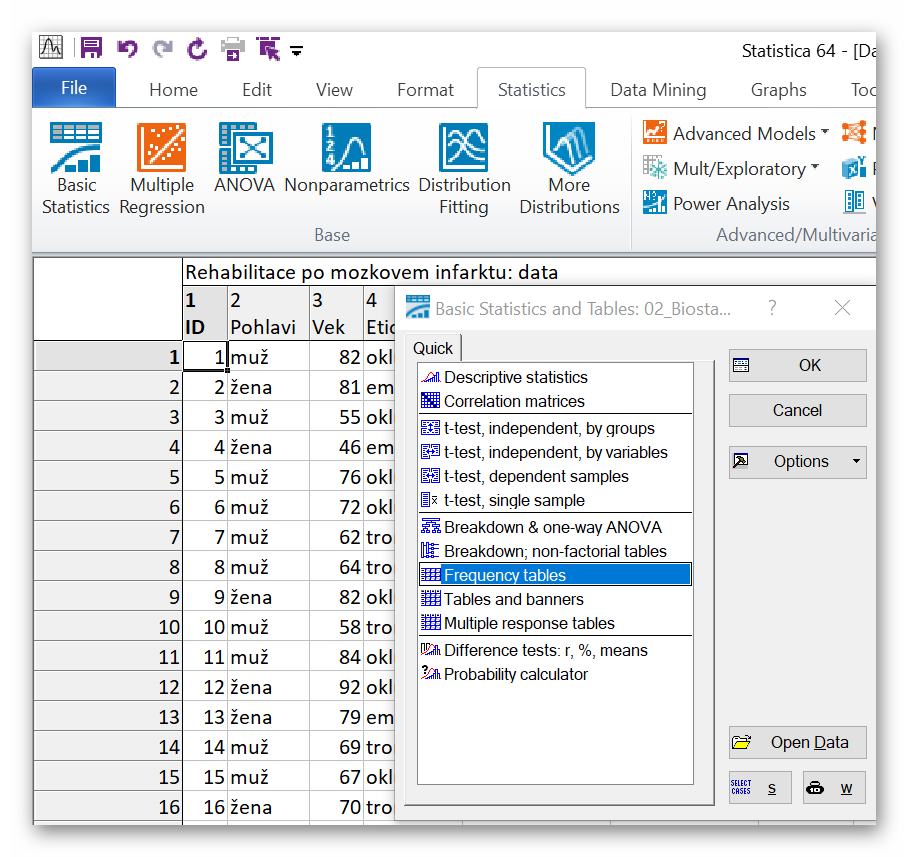 Statistica 64 - [Da
File Home Edit View Format Statistics Data Mining Graphs Too
Basic Statistics
Multiple Regression
ANOVA
Nonparametrics
Distribution Fitting
More Distributions
Advanced Models
Mult/Exploratory
Power Analysis
Base
Advanced/Multivaria
Rehabilitace po mozkovem infarktu: data
1 ID
2 Pohlavi
3 Vek
4 Etio
1 1 muž 82 okl
2 2 žena 81 em
3 3 muž 55 okl
4 4 žena 46 em
5 5 muž 76 okl
6 6 muž 72 okl
7 7 muž 62 tro
8 8 muž 64 tro
9 9 žena 82 okl
10 10 muž 58 tro
11 11 muž 84 okl
12 12 žena 92 okl
13 13 žena 79 em
14 14 muž 69 tro
15 15 muž 67 okl
16 16 žena 70 tro
Basic Statistics and Tables: 02_Biosta... ?
Quick
Descriptive statistics
Correlation matrices
t-test, independent, by groups
t-test, independent, by variables
t-test, dependent samples
t-test, single sample
Breakdown & one-way ANOVA
Breakdown; non-factorial tables
Frequency tables
Tables and banners
Multiple response tables
Difference tests: r, %, means
Probability calculator
OK
Cancel
Options
Open Data
SELECT CASES S
W